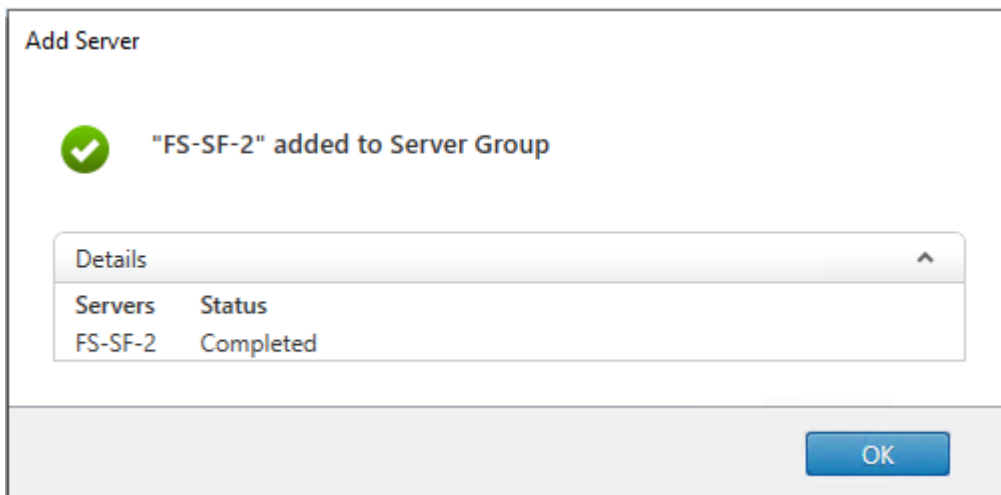 Add Server
"FS-SF-2" added to Server Group
Details
Servers Status
FS-SF-2 Completed
OK